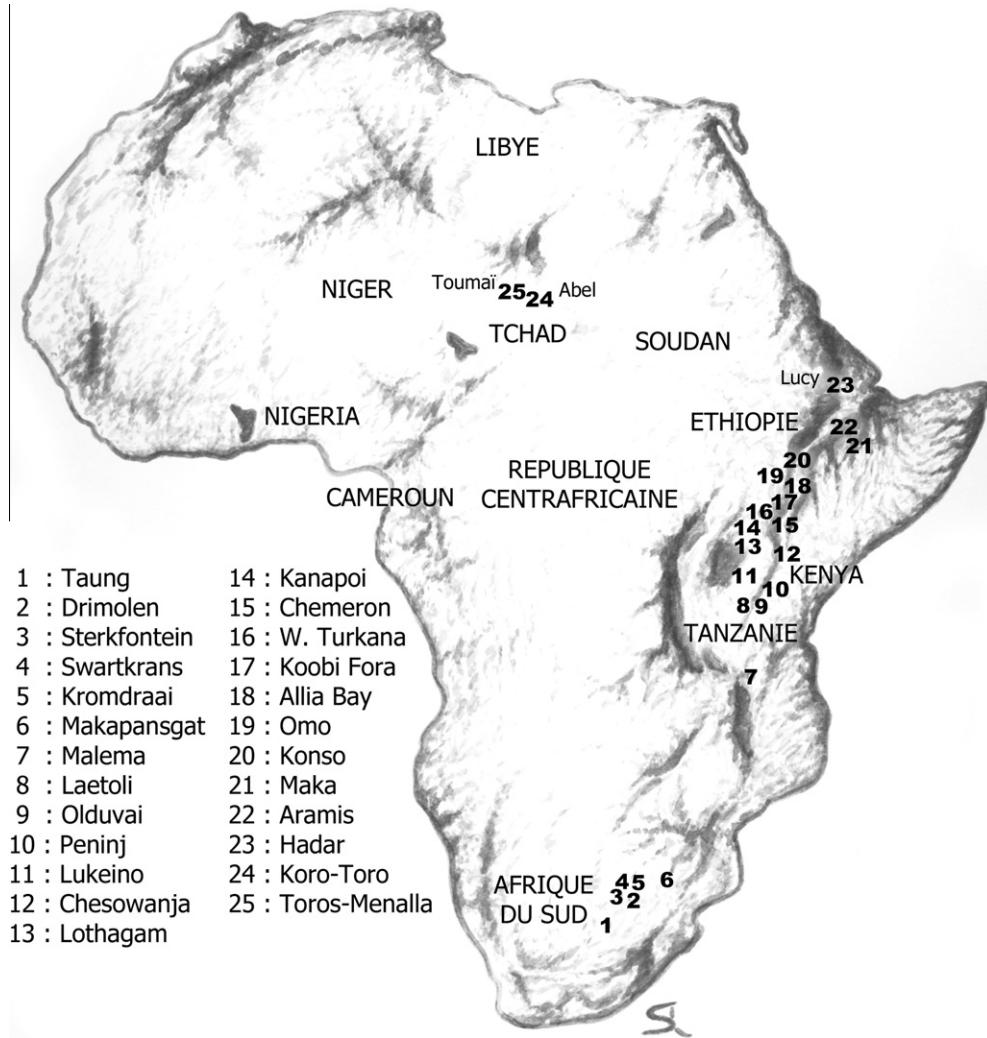 LIBYE
NIGER
Toumaï 25 24 Abel
TCHAD
SOUDAN
Lucy 23
NIGERIA
ETHIOPIE
22
21
20
REPUBLIQUE
CENTRAFRICAINE
CAMEROUN
19
18
17
16
15
14
13
12
11
KENYA
10
8 9
TANZANIE
7
1 : Taung
2 : Drimolen
3 : Sterkfontein
4 : Swartkrans
5 : Kromdraai
6 : Makapansgat
7 : Malema
8 : Laetoli
9 : Olduvai
10 : Peninj
11 : Lukeino
12 : Chesowanja
13 : Lothagam
14 : Kanapoi
15 : Chemeron
16 : W. Turkana
17 : Koobi Fora
18 : Allia Bay
19 : Omo
20 : Konso
21 : Maka
22 : Aramis
23 : Hadar
24 : Koro-Toro
25 : Toros-Menalla
AFRIQUE
DU SUD
45 6
3 2
1